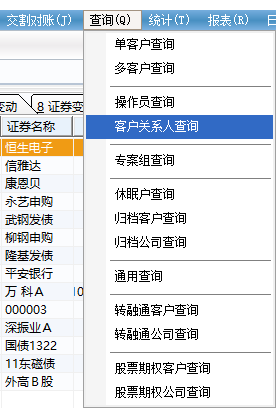 交割对账(J) 查询(Q) 统计(T) 报表(R) 日
单客户查询
多客户查询
操作员查询
客户关系人查询
专案组查询
休眠户查询
归档客户查询
归档公司查询
通用查询
转融通客户查询
转融通公司查询
股票期权客户查询
股票期权公司查询
变动 8 证券变
证券名称
恒生电子
信雅达
康恩贝
永艺申购
武钢发债
柳钢申购
隆基发债
平安银行
万 科Ａ
000003
深振业Ａ
国债1322
11东磁债
外高Ｂ股